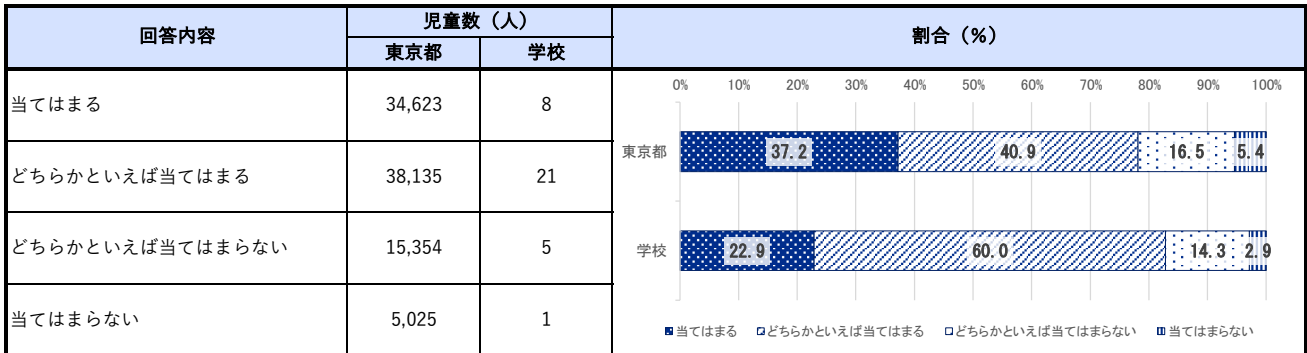 回答内容 児童数（人） 割合（%）
東京都 学校
当てはまる 34,623 8
どちらかといえば当てはまる 38,135 21
どちらかといえば当てはまらない 15,354 5
当てはまらない 5,025 1
0% 10% 20% 30% 40% 50% 60% 70% 80% 90% 100%
東京都 37.2 40.9 16.5 5.4
学校 22.9 60.0 14.3 2.9
当てはまる どちらかといえば当てはまる どちらかといえば当てはまらない 当てはまらない